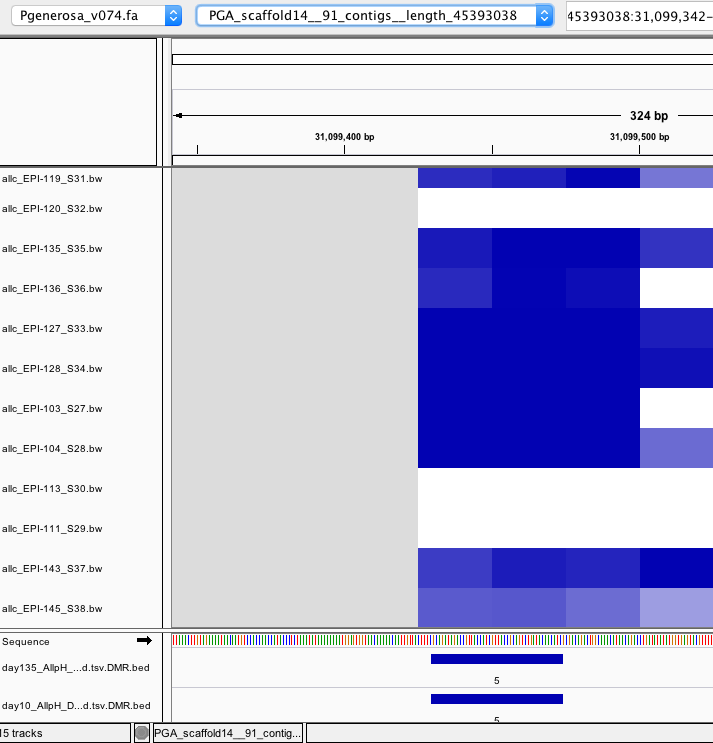 Pgenerosa_v074.fa PGA_scaffold14__91_contigs__length_45393038 45393038:31,099,342-
324 bp
31,099,400 bp 31,099,500 bp
allc_EPI-119_S31.bw
allc_EPI-120_S32.bw
allc_EPI-135_S35.bw
allc_EPI-136_S36.bw
allc_EPI-127_S33.bw
allc_EPI-128_S34.bw
allc_EPI-103_S27.bw
allc_EPI-104_S28.bw
allc_EPI-113_S30.bw
allc_EPI-111_S29.bw
allc_EPI-143_S37.bw
allc_EPI-145_S38.bw
Sequence
day135_AllpH_...d.tsv.DMR.bed
5
day10_AllpH_D...d.tsv.DMR.bed
5
5 tracks PGA_scaffold14__91_contig...